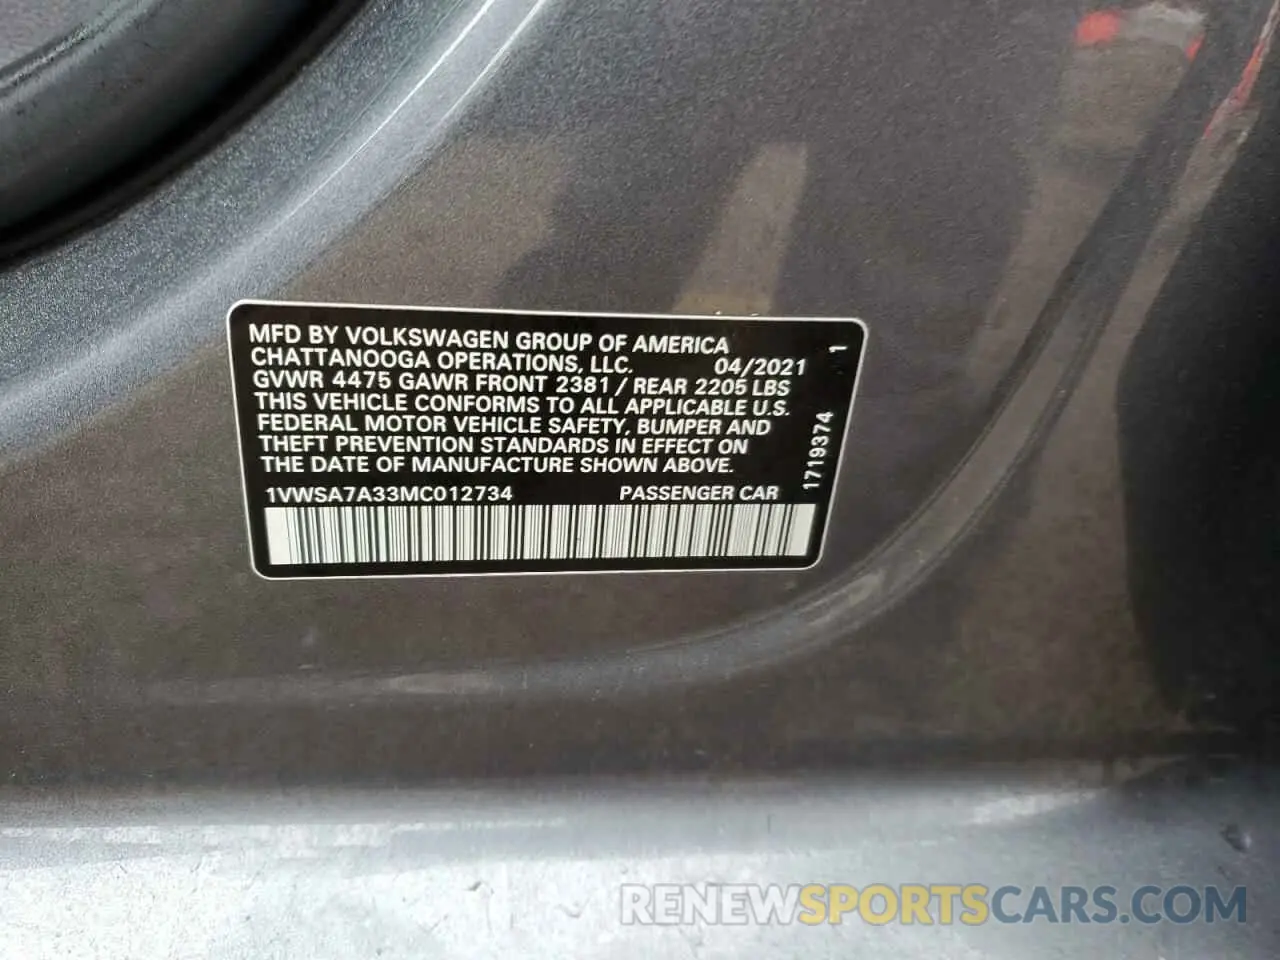 MFD BY VOLKSWAGEN GROUP OF AMERICA
CHATTANOOGA OPERATIONS, LLC. 04/2021
GVWR 4475 GAWR FRONT 2381 / REAR 2205 LBS
THIS VEHICLE CONFORMS TO ALL APPLICABLE U.S.
FEDERAL MOTOR VEHICLE SAFETY, BUMPER AND
THEFT PREVENTION STANDARDS IN EFFECT ON
THE DATE OF MANUFACTURE SHOWN ABOVE.
1VWSA7A33MC012734 PASSENGER CAR
1719374 1
RENEWSPORTSCARS.COM